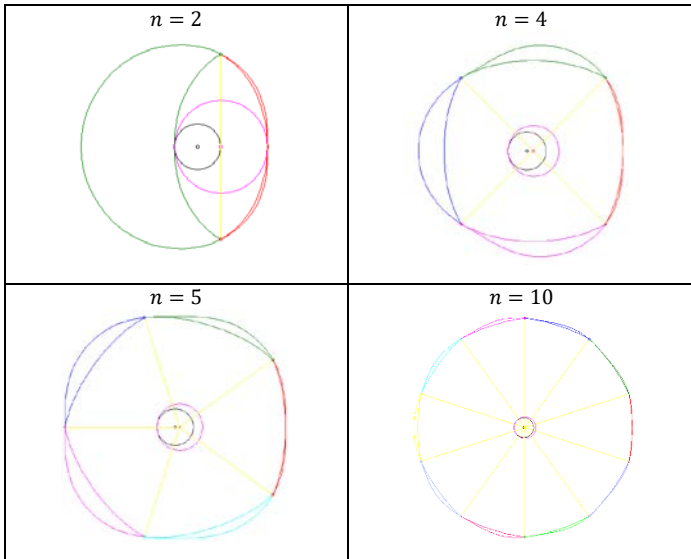 n = 2
n = 4
n = 5
n = 10